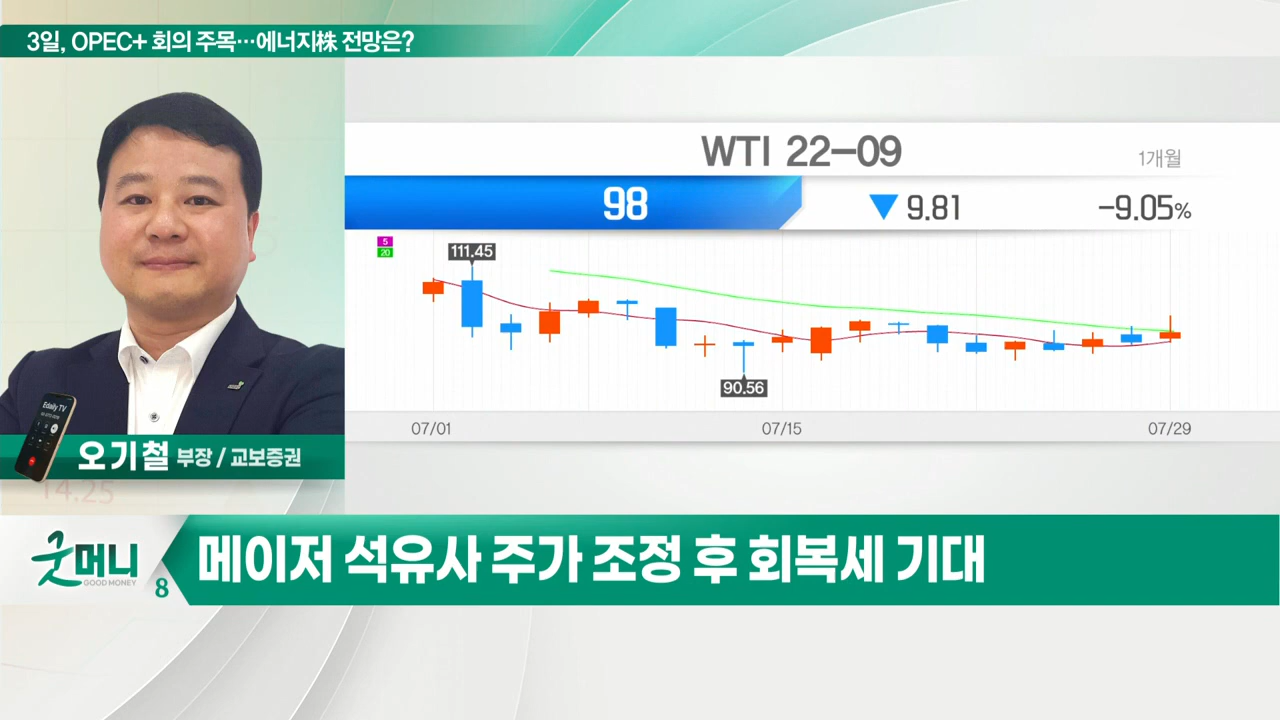 3일, OPEC+ 회의 주목…에너지株 전망은?
WTI 22-09
1개월
98
▼ 9.81
-9.05%
5
20
111.45
90.56
07/01
07/15
07/29
Edaily TV
오기철 부장 / 교보증권
14.25
굿머니
GOOD MONEY
8
메이저 석유사 주가 조정 후 회복세 기대